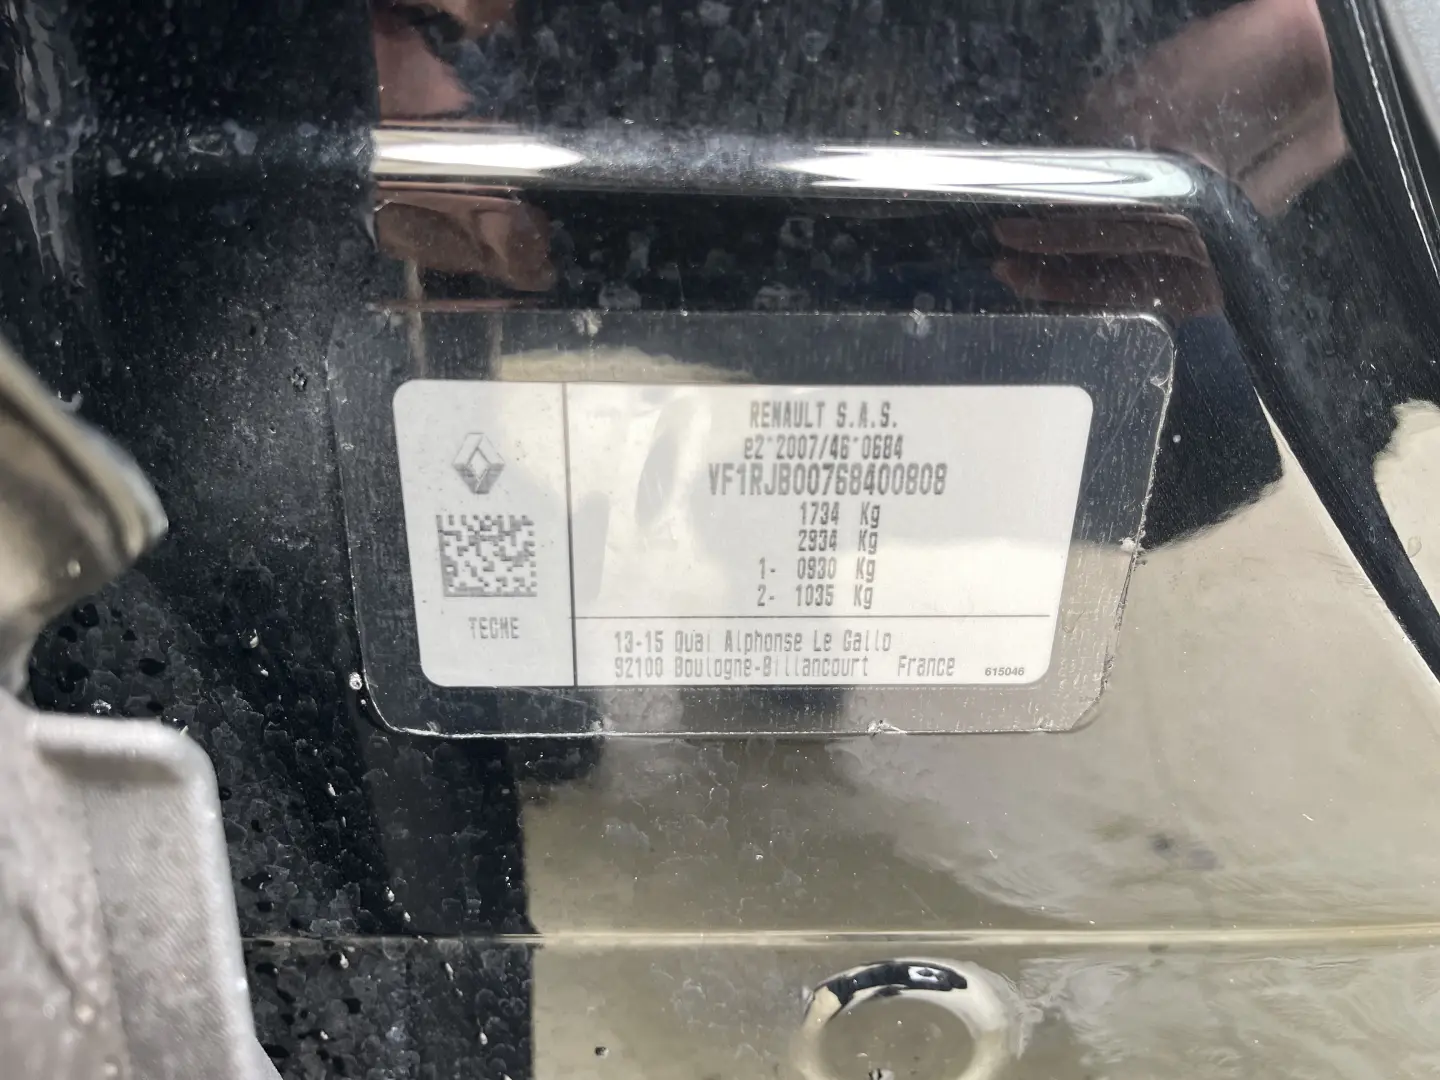 RENAULT S.A.S.
e2*2007/46*0684
VF1RJB00768400808
1734 Kg
2934 Kg
1- 0930 Kg
2- 1035 Kg
TECME
13-15 Quai Alphonse Le Gallo
92100 Boulogne-Billancourt France
615046